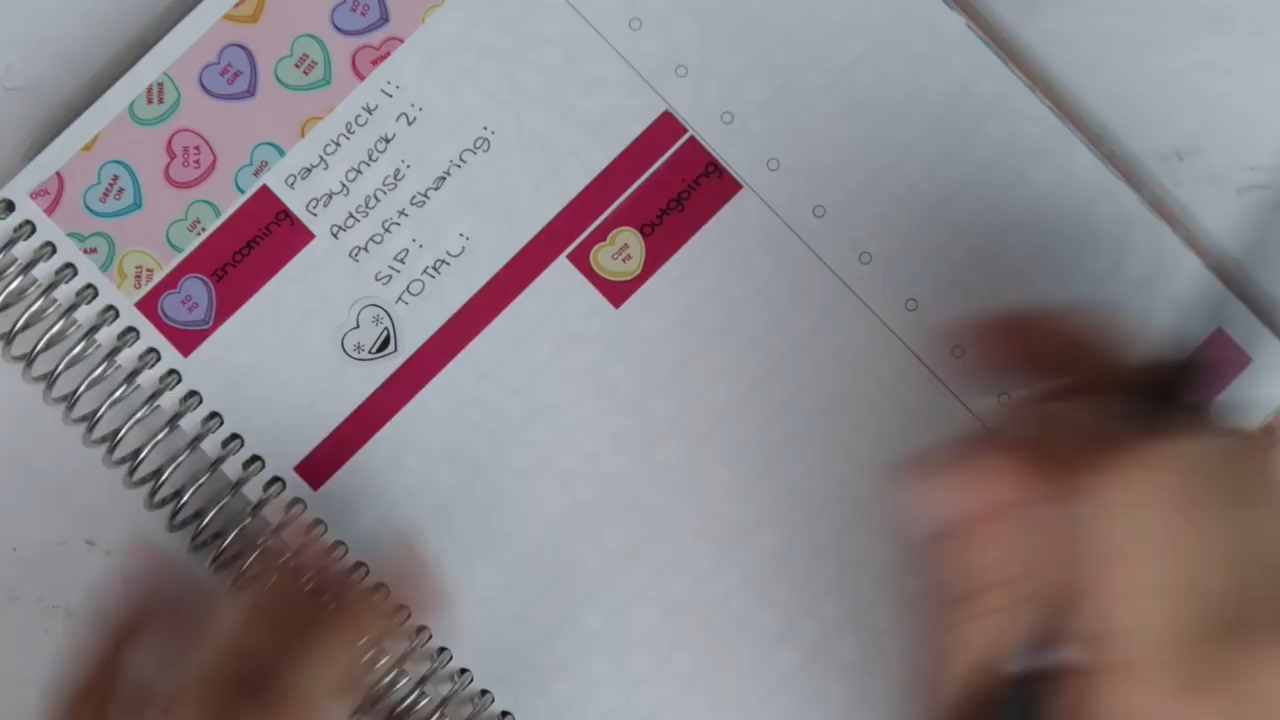 XO XO
HEY GIRL
KISS KISS
WINK
WINK WINK
OOH LA LA
HUG
DREAM ON
LUV YA
GIRLS RULE
Incoming
XO XO
Paycheck 1:
Paycheck 2:
Adsense:
Profit Sharing:
SIP:
TOTAL:
Outgoing
CUTIE PIE